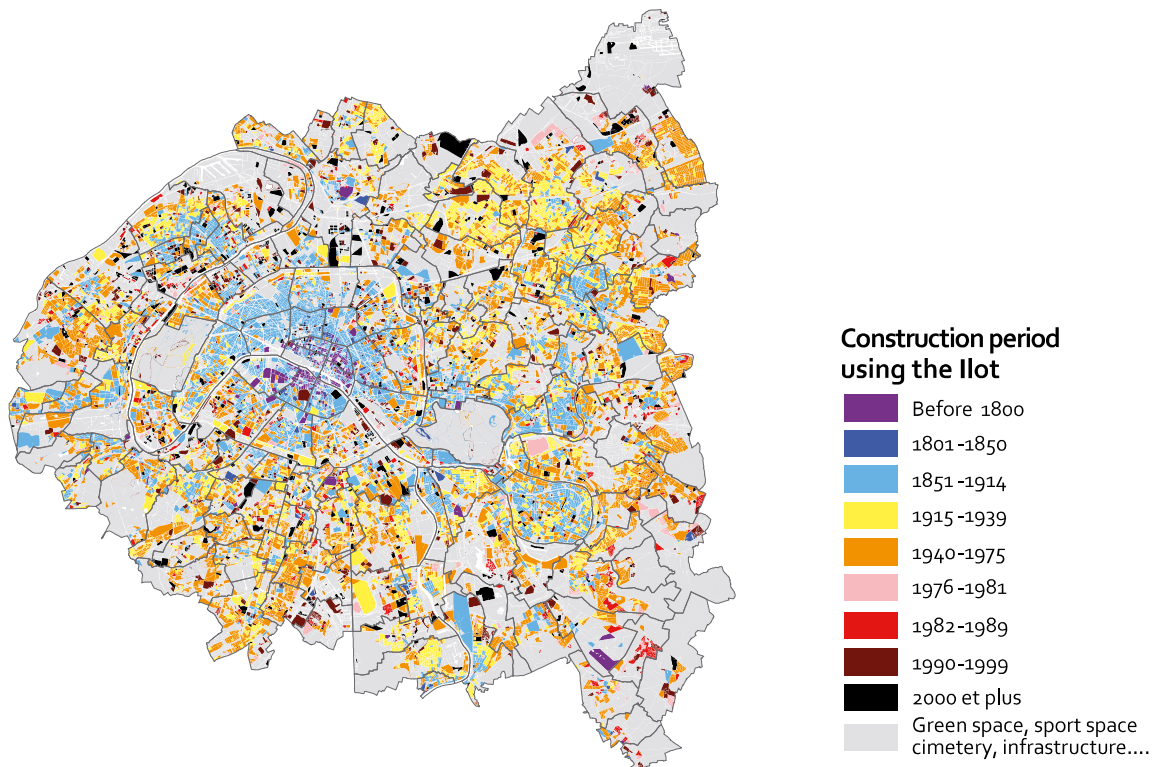 Construction period
using the Ilot
Before 1800
1801-1850
1851-1914
1915-1939
1940-1975
1976-1981
1982-1989
1990-1999
2000 et plus
Green space, sport space
cimetery, infrastructure....